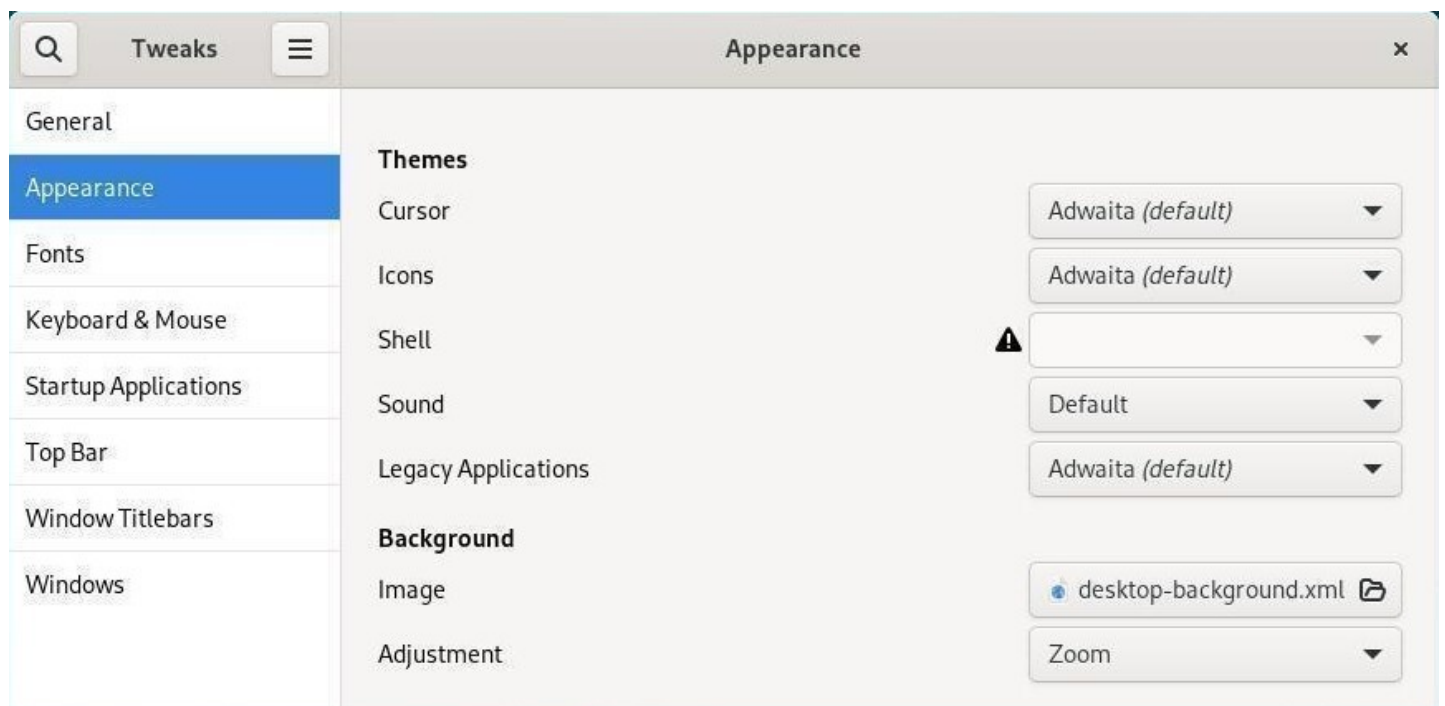 Tweaks
Appearance
General
Appearance
Fonts
Keyboard & Mouse
Startup Applications
Top Bar
Window Titlebars
Windows
Themes
Cursor Adwaita (default)
Icons Adwaita (default)
Shell
Sound Default
Legacy Applications Adwaita (default)
Background
Image desktop-background.xml
Adjustment Zoom